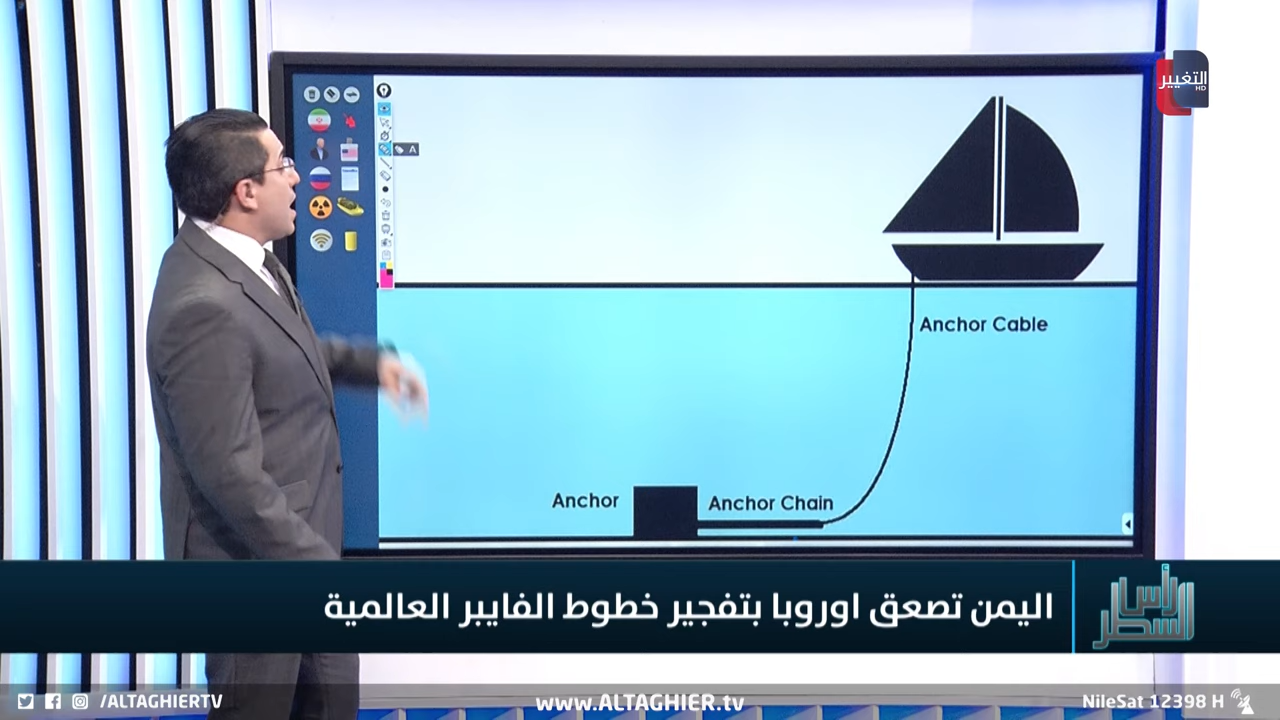 التغيير
HD
A
Anchor Cable
Anchor
Anchor Chain
اليمن تصعق اوروبا بتفجير خطوط الفايبر العالمية
رأس السطر
/ALTAGHIERTV
www.ALTAGHIER.tv
NileSat 12398 H